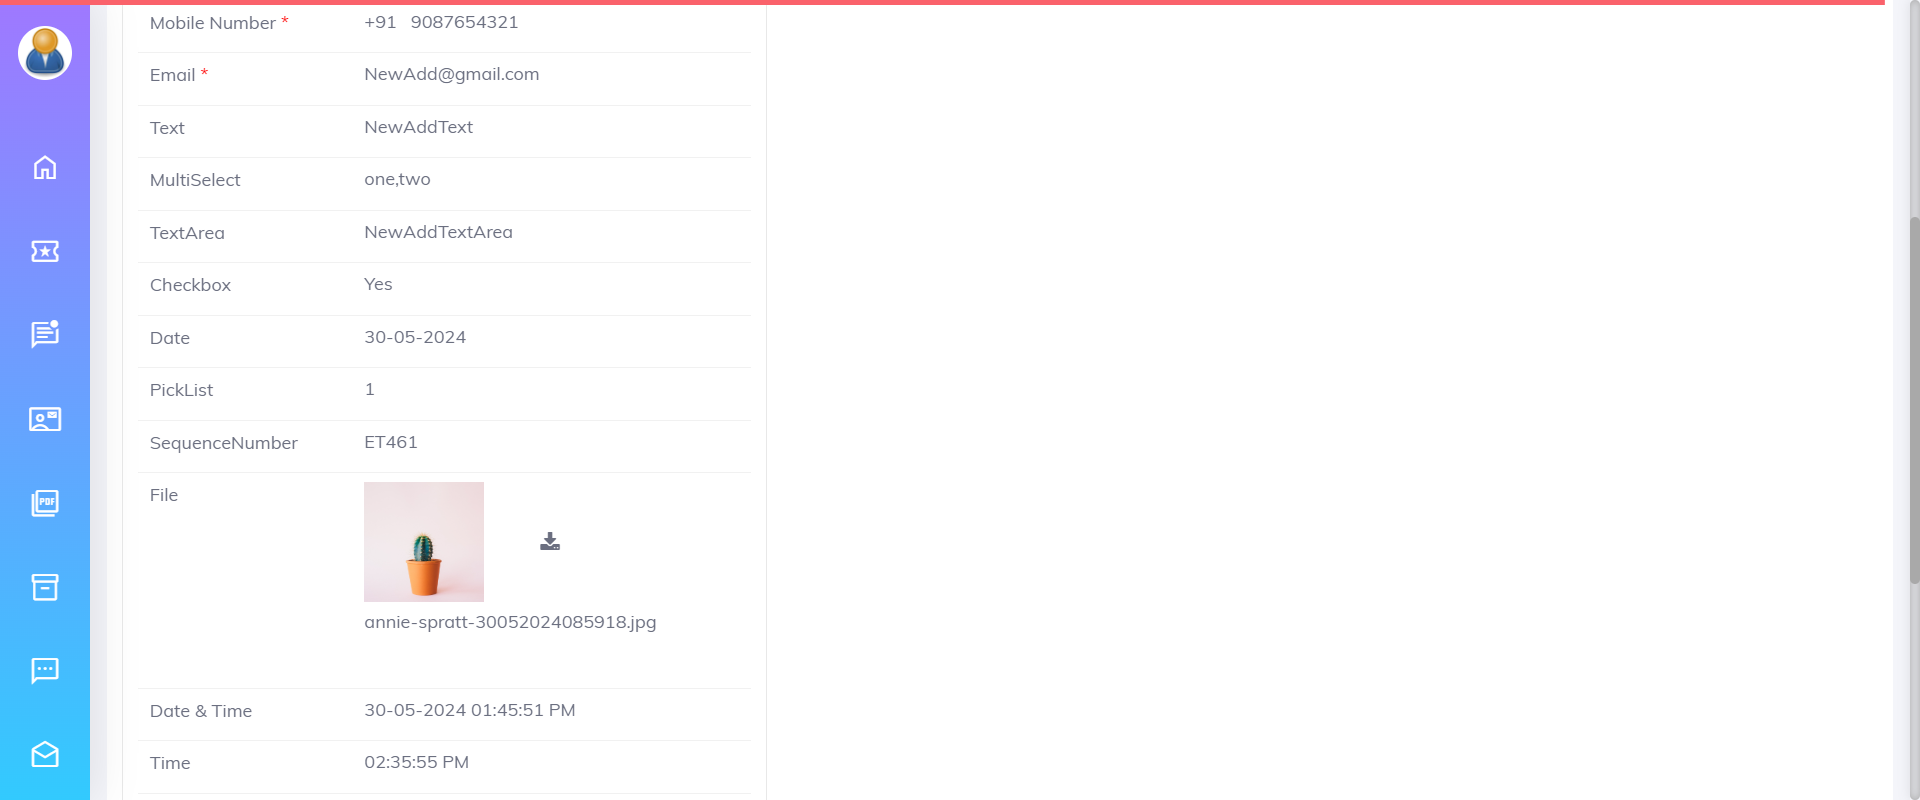 Mobile Number * +91 9087654321
Email * NewAdd@gmail.com
Text NewAddText
MultiSelect one,two
TextArea NewAddTextArea
Checkbox Yes
Date 30-05-2024
PickList 1
SequenceNumber ET461
File
annie-spratt-30052024085918.jpg
Date & Time 30-05-2024 01:45:51 PM
Time 02:35:55 PM
PDF